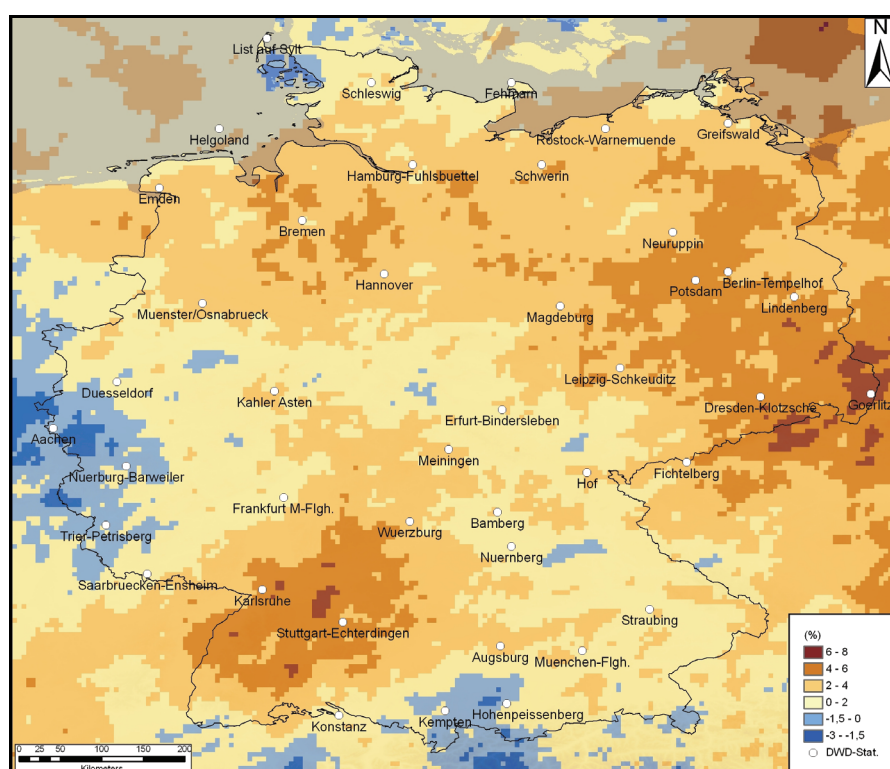 N
List auf Sylt
Schleswig
Fehmarn
Helgoland
Rostock-Warnemuende
Greifswald
Hamburg-Fuhlsbuettel
Schwerin
Emden
Bremen
Neuruppin
Hannover
Potsdam
Berlin-Tempelhof
Muenster/Osnabrueck
Magdeburg
Lindenberg
Duesseldorf
Kahler Asten
Leipzig-Schkeuditz
Erfurt-Bindersleben
Dresden-Klotzsche
Goerlitz
Aachen
Meiningen
Nuerburg-Barweiler
Hof
Fichtelberg
Frankfurt M-Flgh.
Bamberg
Trier-Petrisberg
Wuerzburg
Nuernberg
Saarbruecken-Ensheim
Karlsrühe
Stuttgart-Echterdingen
Straubing
Augsburg
Muenchen-Flgh.
Konstanz
Kempten
Hohenpeissenberg
(%)
6 - 8
4 - 6
2 - 4
0 - 2
-1,5 - 0
-3 - -1,5
DWD-Stat.
0 25 50 100 150 200
Kilometers